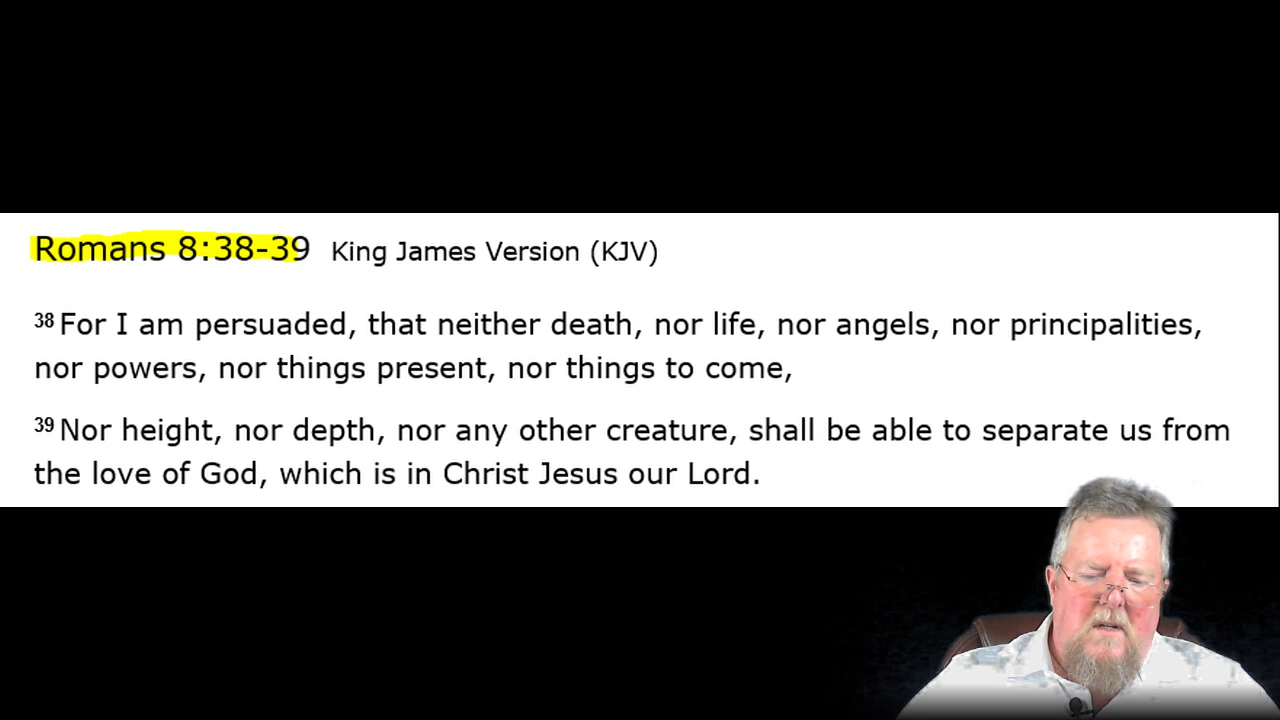 Romans 8:38-39 King James Version (KJV)
38 For I am persuaded, that neither death, nor life, nor angels, nor principalities,
nor powers, nor things present, nor things to come,
39 Nor height, nor depth, nor any other creature, shall be able to separate us from
the love of God, which is in Christ Jesus our Lord.